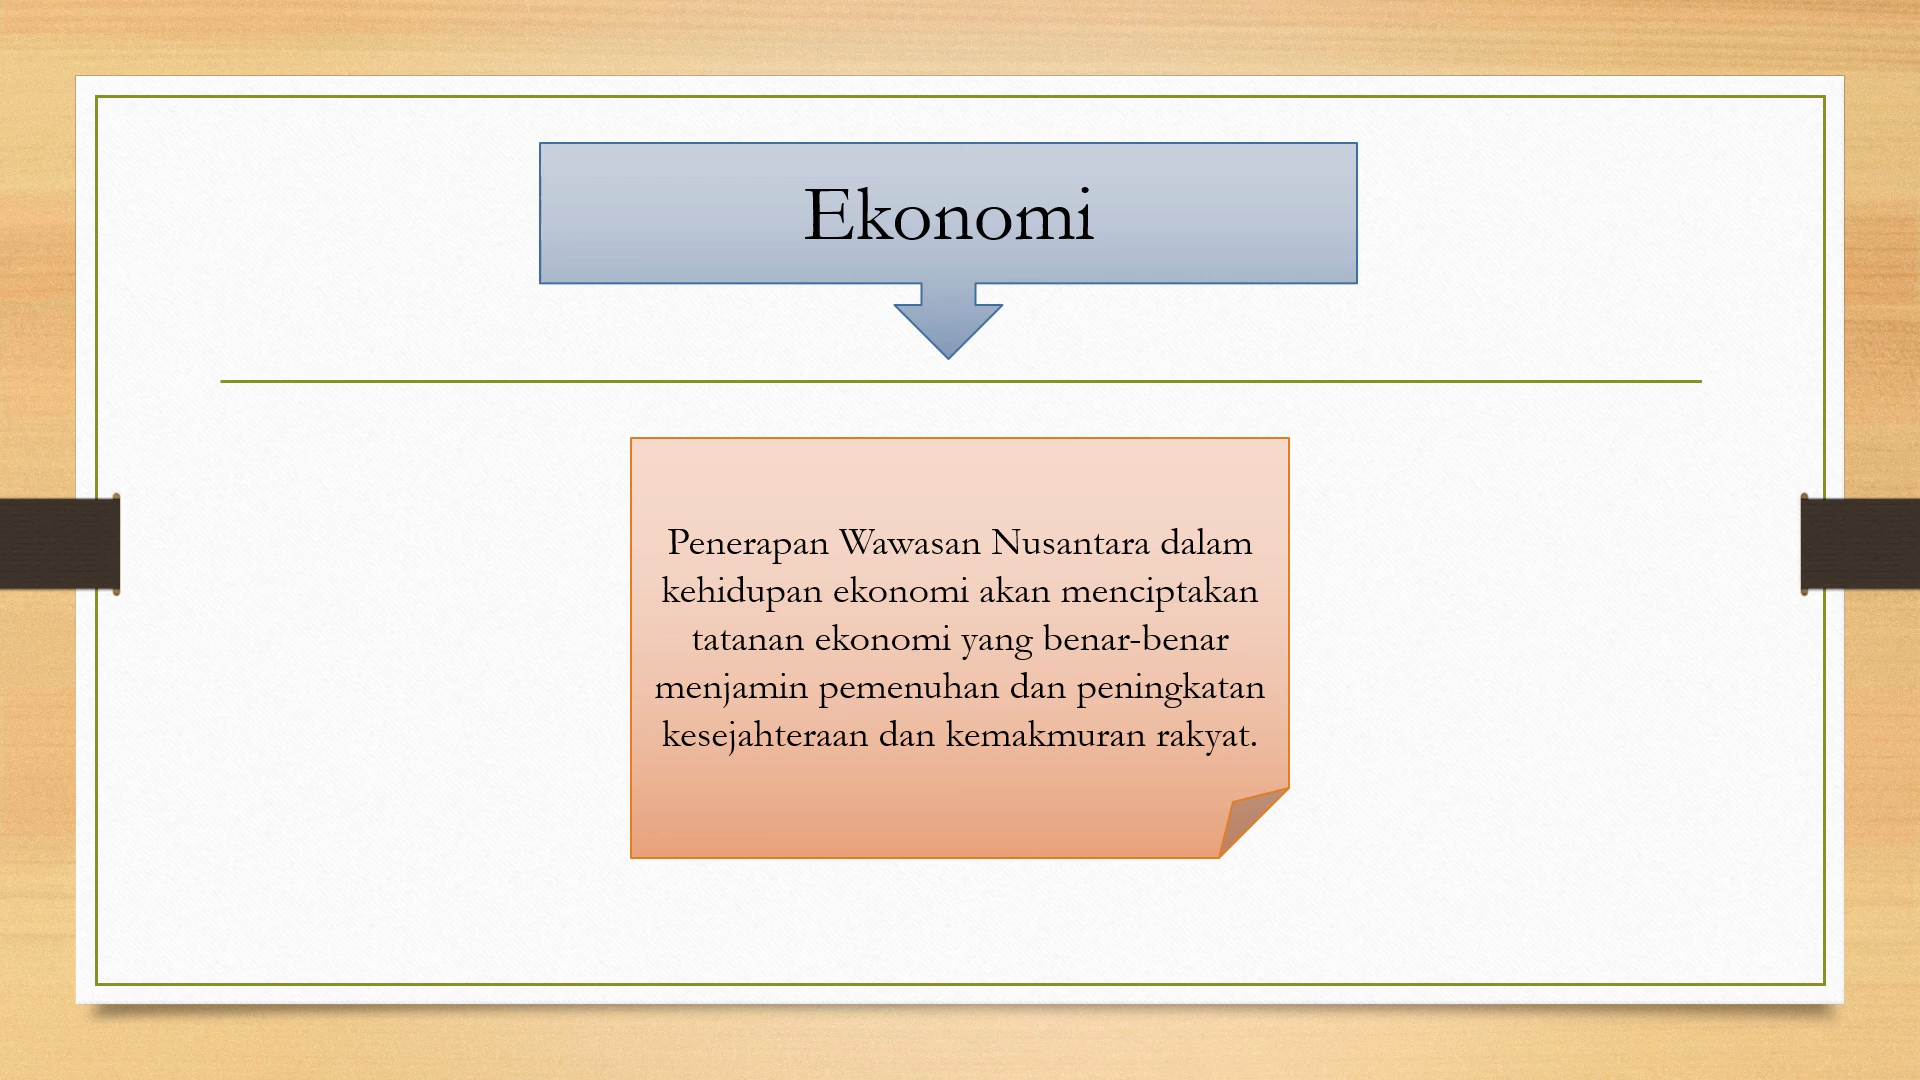 Ekonomi
Penerapan Wawasan Nusantara dalam
kehidupan ekonomi akan menciptakan
tatanan ekonomi yang benar-benar
menjamin pemenuhan dan peningkatan
kesejahteraan dan kemakmuran rakyat.